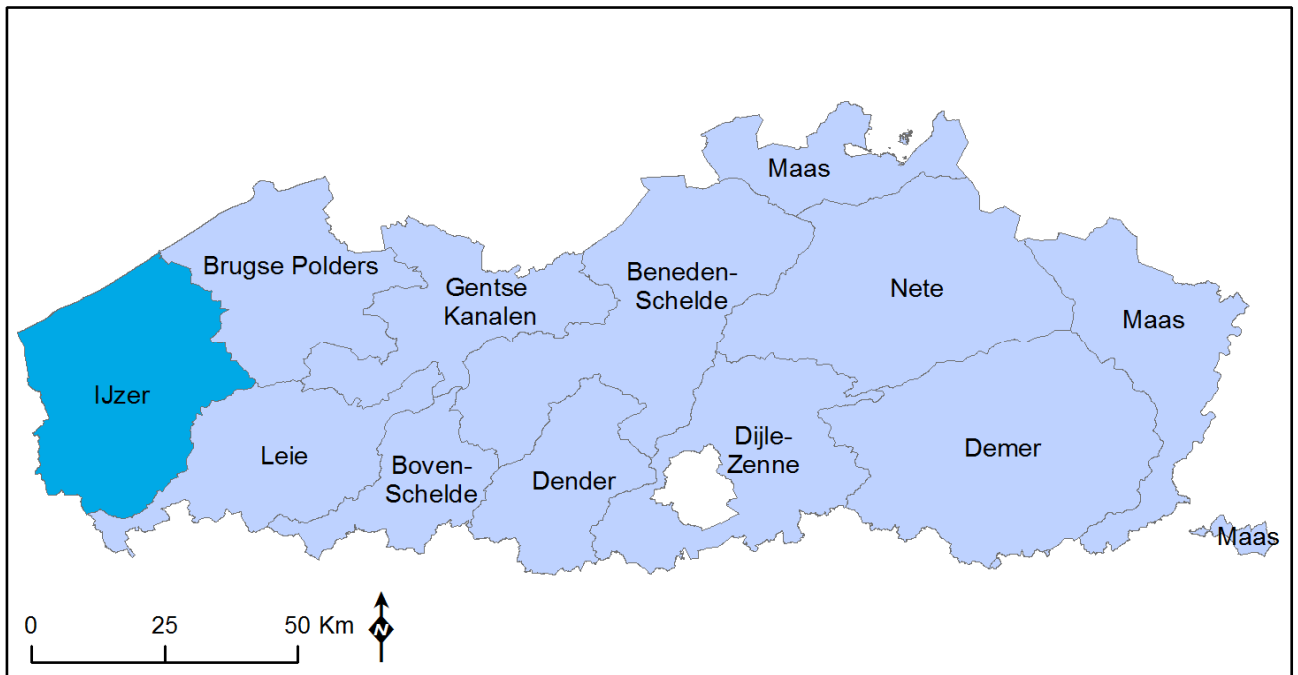 Maas
Brugse Polders
Beneden-
Schelde
Gentse
Kanalen
Nete
Maas
IJzer
Leie
Boven-
Schelde
Dender
Dijle-
Zenne
Demer
Maas
0 25 50 Km
N